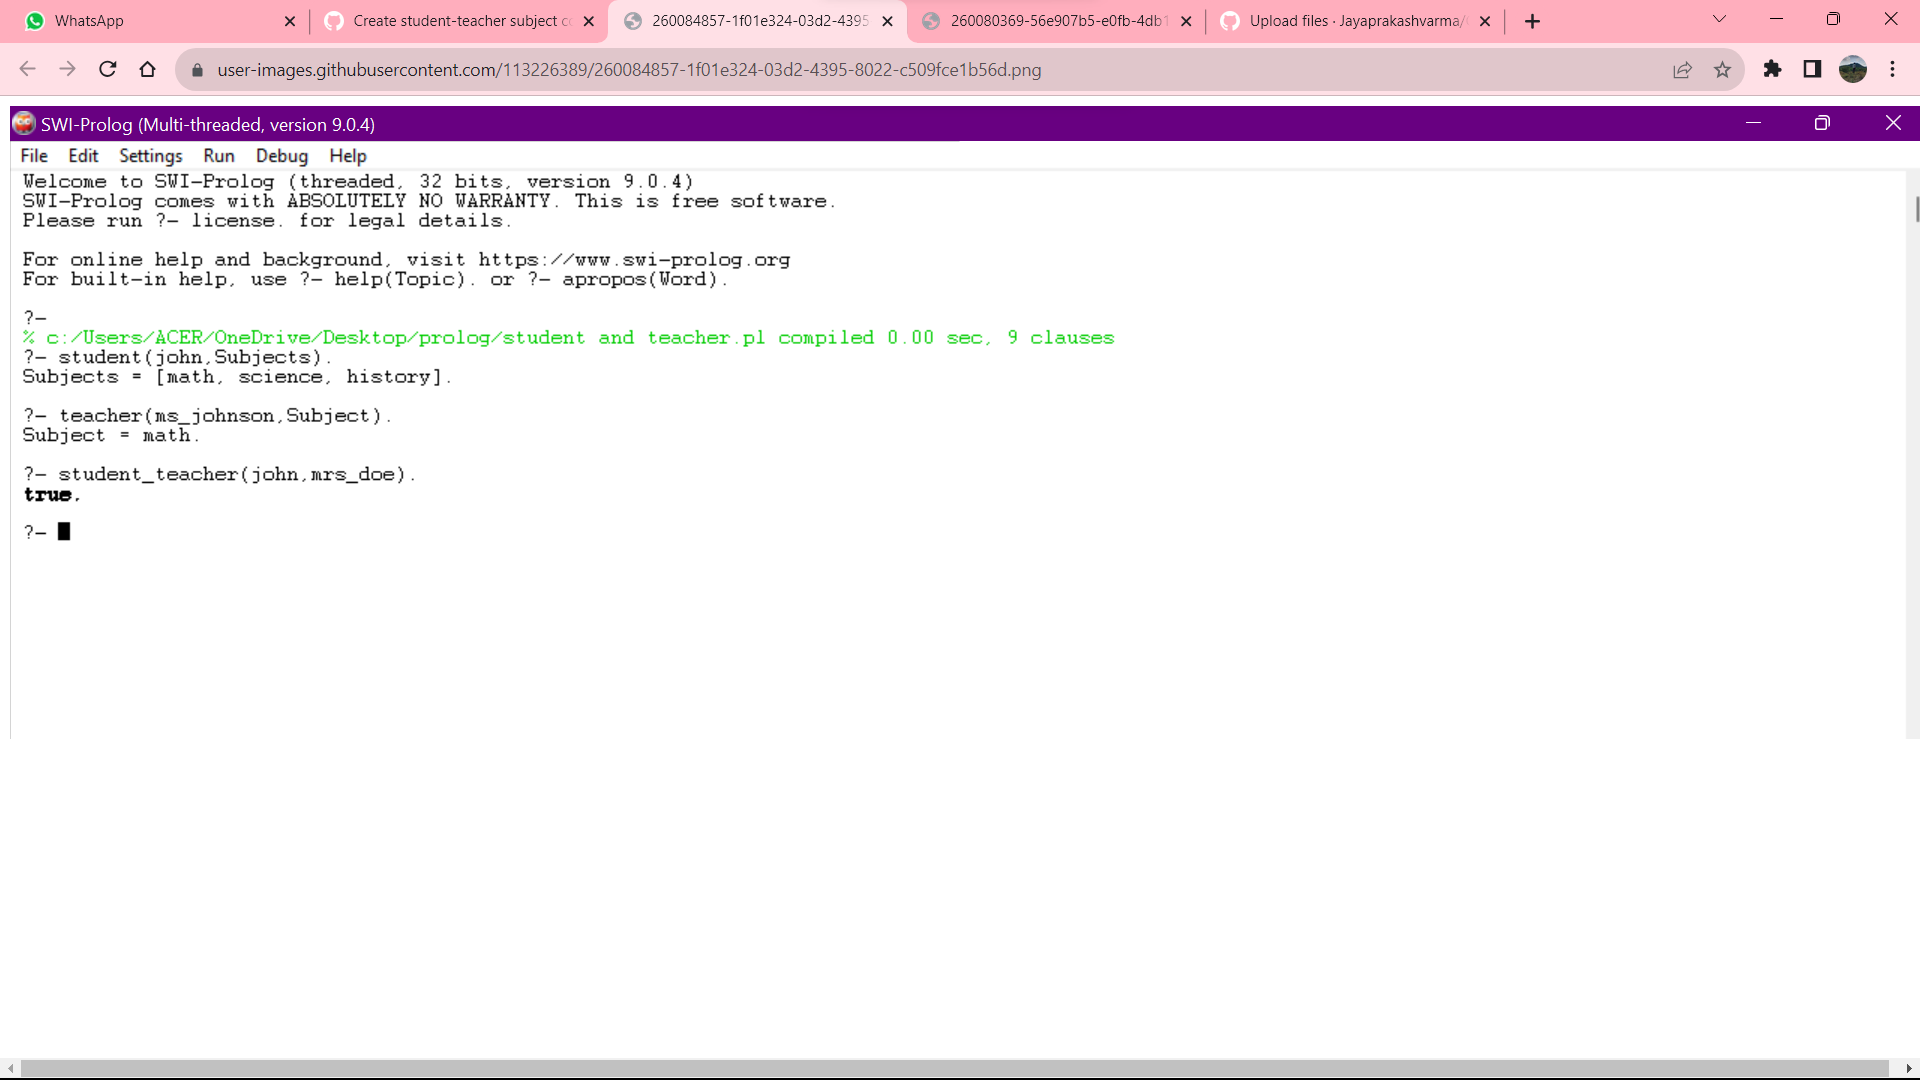 WhatsApp
Create student-teacher subject c
260084857-1f01e324-03d2-4395
260080369-56e907b5-e0fb-4db1
Upload files · Jayaprakashvarma/
user-images.githubusercontent.com/113226389/260084857-1f01e324-03d2-4395-8022-c509fce1b56d.png
SWI-Prolog (Multi-threaded, version 9.0.4)
File Edit Settings Run Debug Help
Welcome to SWI-Prolog (threaded, 32 bits, version 9.0.4)
SWI-Prolog comes with ABSOLUTELY NO WARRANTY. This is free software.
Please run ?- license. for legal details.
For online help and background, visit https://www.swi-prolog.org
For built-in help, use ?- help(Topic). or ?- apropos(Word).
?-
% c:/Users/ACER/OneDrive/Desktop/prolog/student and teacher.pl compiled 0.00 sec, 9 clauses
?- student(john,Subjects).
Subjects = [math, science, history].
?- teacher(ms_johnson,Subject).
Subject = math.
?- student_teacher(john,mrs_doe).
true.
?-